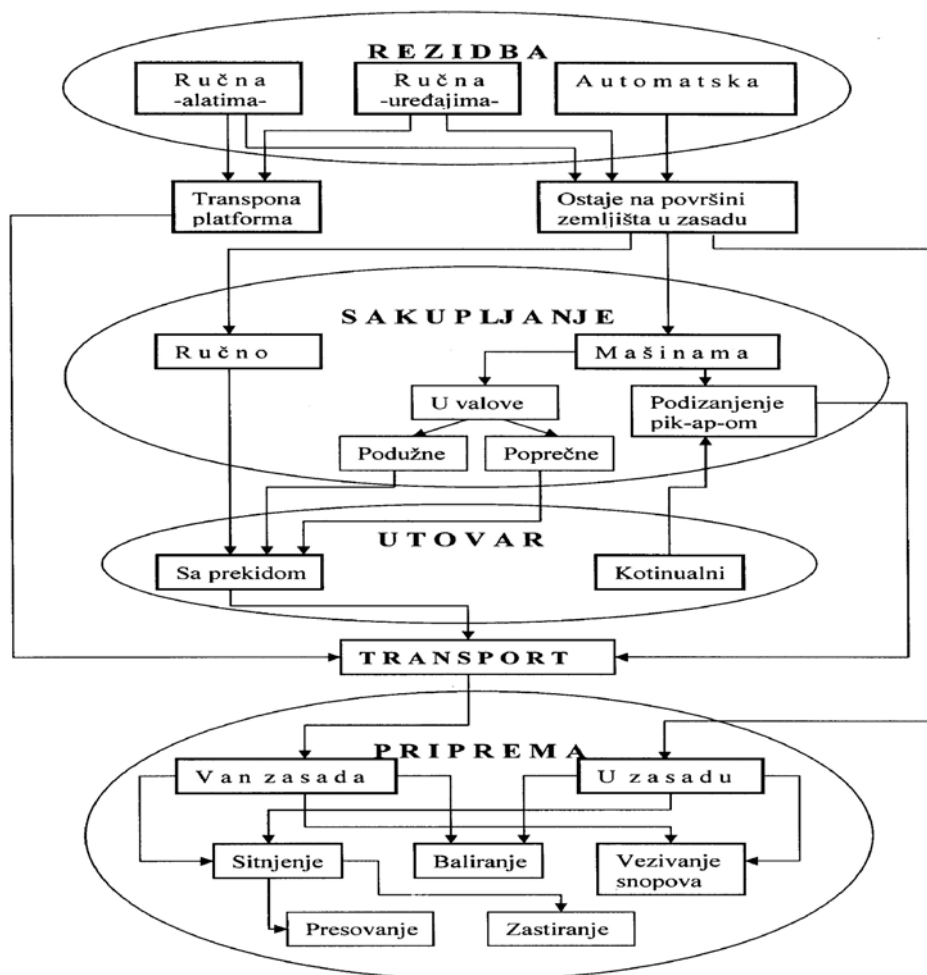 REZIDBA
Ručna
-alatima-
Ručna
-uređajima-
Automatska
Transpona
platforma
Ostaje na površini
zemljišta u zasadu
SAKUPLJANJE
Ručno
Mašinama
U valove
Podizanjenje
pik-ap-om
Podužne
Poprečne
UTOVAR
Sa prekidom
Kotinualni
TRANSPORT
PRIPREMA
Van zasada
U zasadu
Sitnjenje
Baliranje
Vezivanje
snopova
Presovanje
Zastiranje